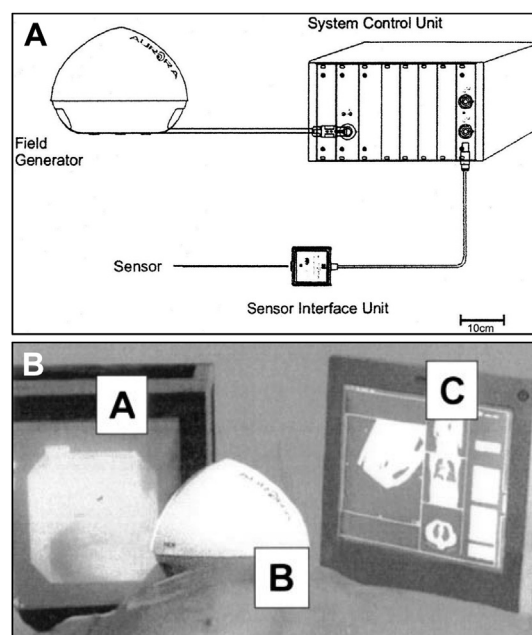 A
System Control Unit
AURORA
Field
Generator
Sensor
Sensor Interface Unit
10cm
B
A
C
AURORA
B